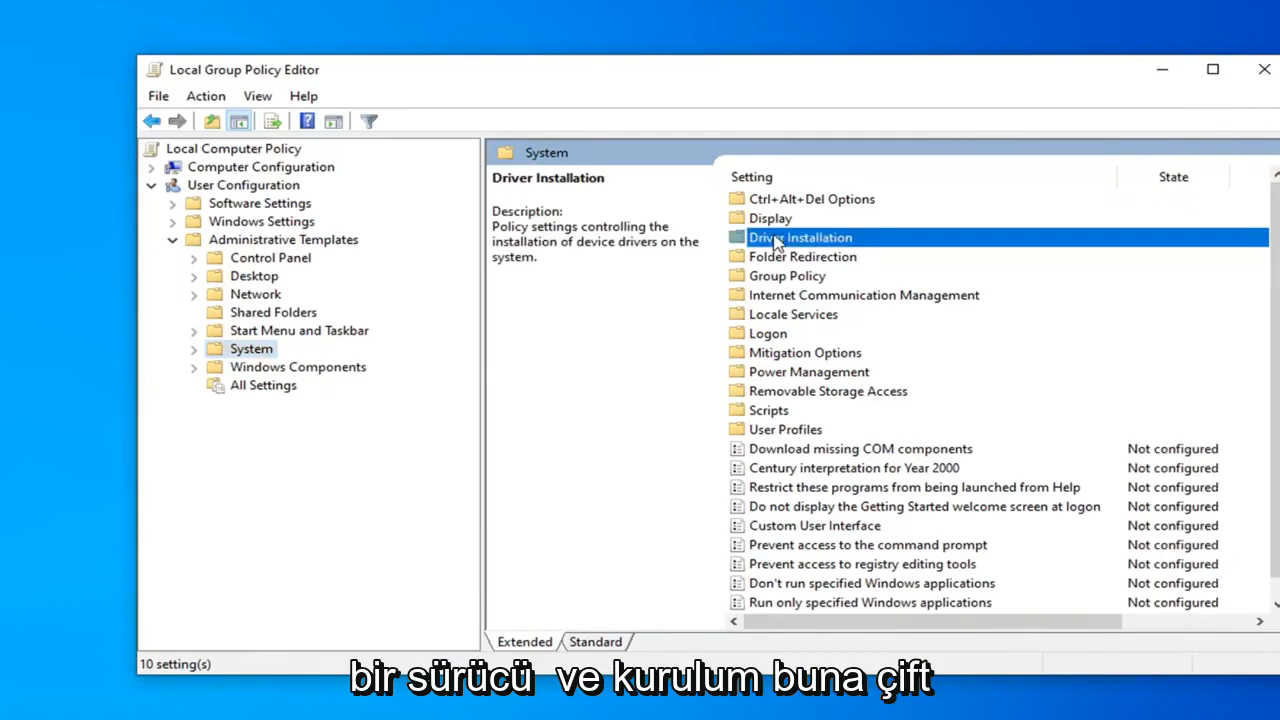 Local Group Policy Editor
File Action View Help
Local Computer Policy
Computer Configuration
User Configuration
Software Settings
Windows Settings
Administrative Templates
Control Panel
Desktop
Network
Shared Folders
Start Menu and Taskbar
System
Windows Components
All Settings
System
Driver Installation
Description:
Policy settings controlling the
installation of device drivers on the
system.
Setting State
Ctrl+Alt+Del Options
Display
Driver Installation
Folder Redirection
Group Policy
Internet Communication Management
Locale Services
Logon
Mitigation Options
Power Management
Removable Storage Access
Scripts
User Profiles
Download missing COM components Not configured
Century interpretation for Year 2000 Not configured
Restrict these programs from being launched from Help Not configured
Do not display the Getting Started welcome screen at logon Not configured
Custom User Interface Not configured
Prevent access to the command prompt Not configured
Prevent access to registry editing tools Not configured
Don't run specified Windows applications Not configured
Run only specified Windows applications Not configured
Extended Standard
10 setting(s)
bir sürücü ve kurulum buna çift